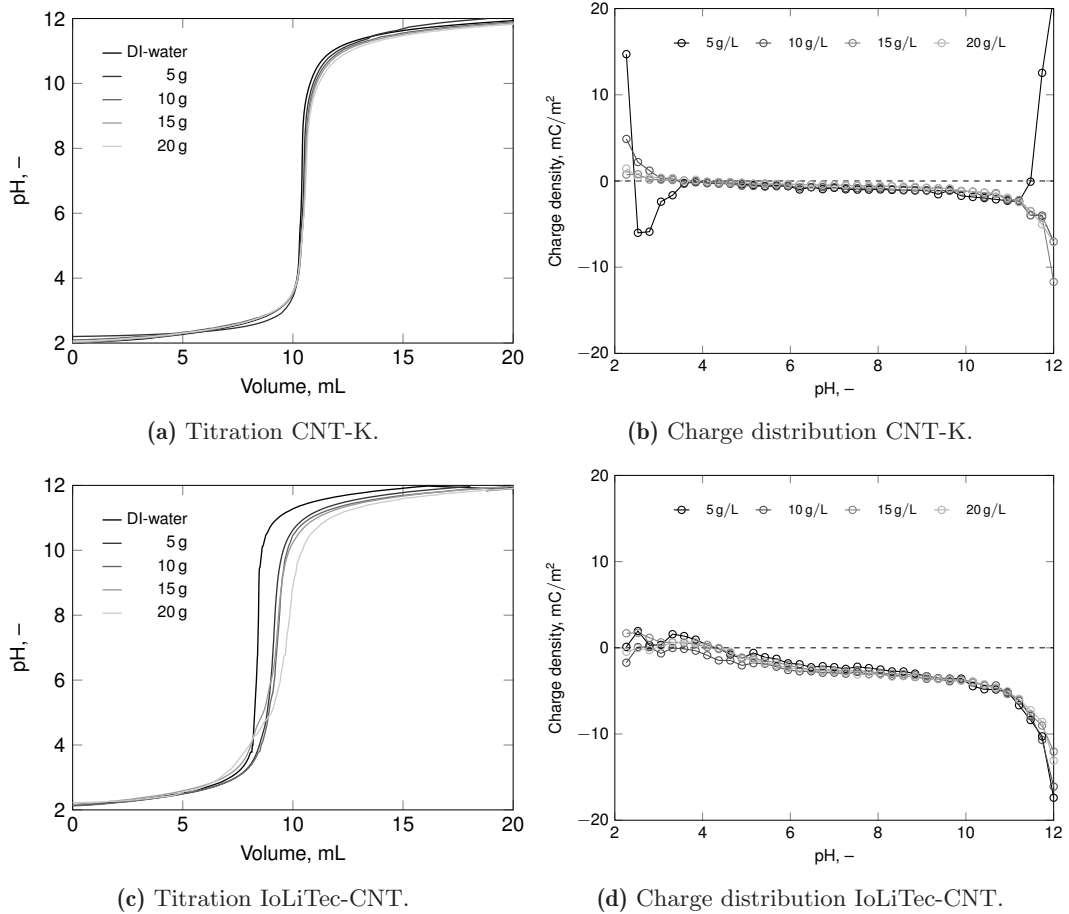 12
10
8
6
4
2
0
5
10
15
20
pH, –
Volume, mL
DI-water
5 g
10 g
15 g
20 g
(a) Titration CNT-K.
20
10
0
−10
−20
2
4
6
8
10
12
Charge density, mC/m²
pH, –
5 g/L 10 g/L 15 g/L 20 g/L
(b) Charge distribution CNT-K.
12
10
8
6
4
2
0
5
10
15
20
pH, –
Volume, mL
DI-water
5 g
10 g
15 g
20 g
(c) Titration IoLiTec-CNT.
20
10
0
−10
−20
2
4
6
8
10
12
Charge density, mC/m²
pH, –
5 g/L 10 g/L 15 g/L 20 g/L
(d) Charge distribution IoLiTec-CNT.